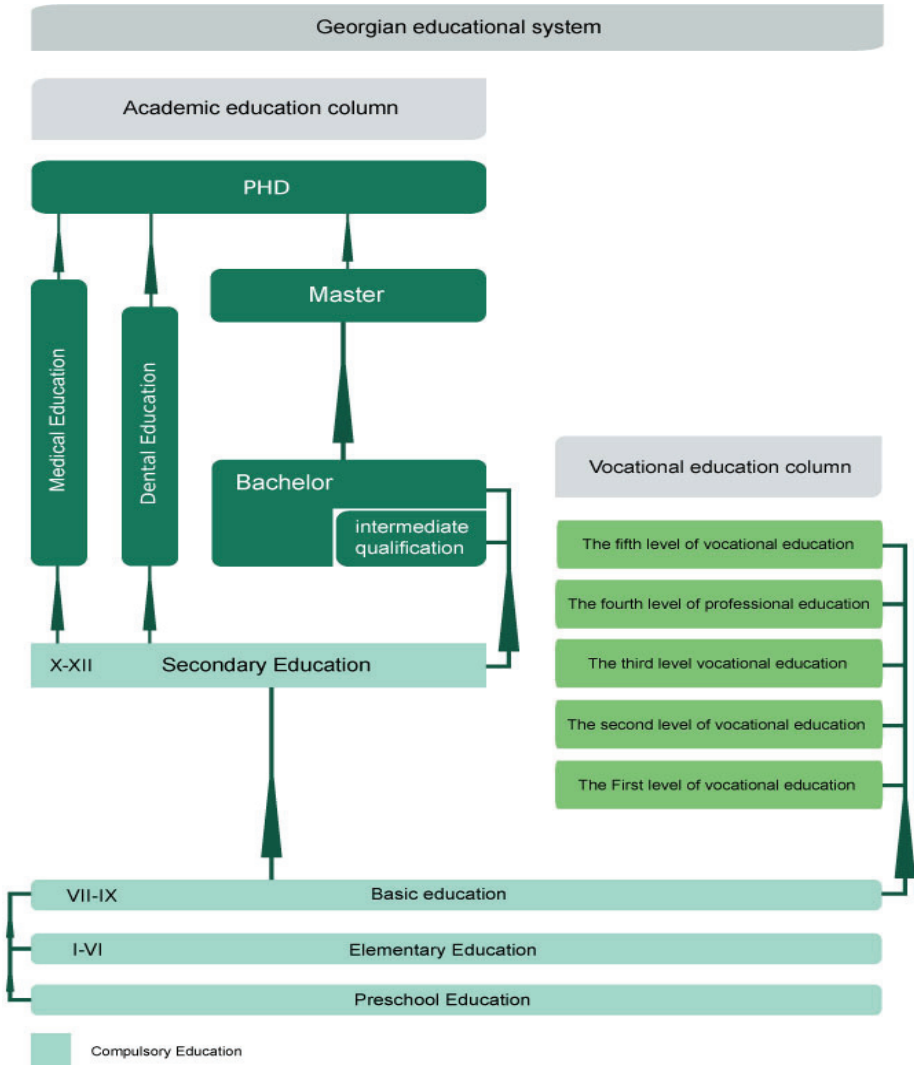 Georgian educational system
Academic education column
PHD
Master
Medical Education
Dental Education
Bachelor
intermediate
qualification
Vocational education column
The fifth level of vocational education
The fourth level of professional education
The third level vocational education
The second level of vocational education
The First level of vocational education
X-XII Secondary Education
VII-IX Basic education
I-VI Elementary Education
Preschool Education
Compulsory Education